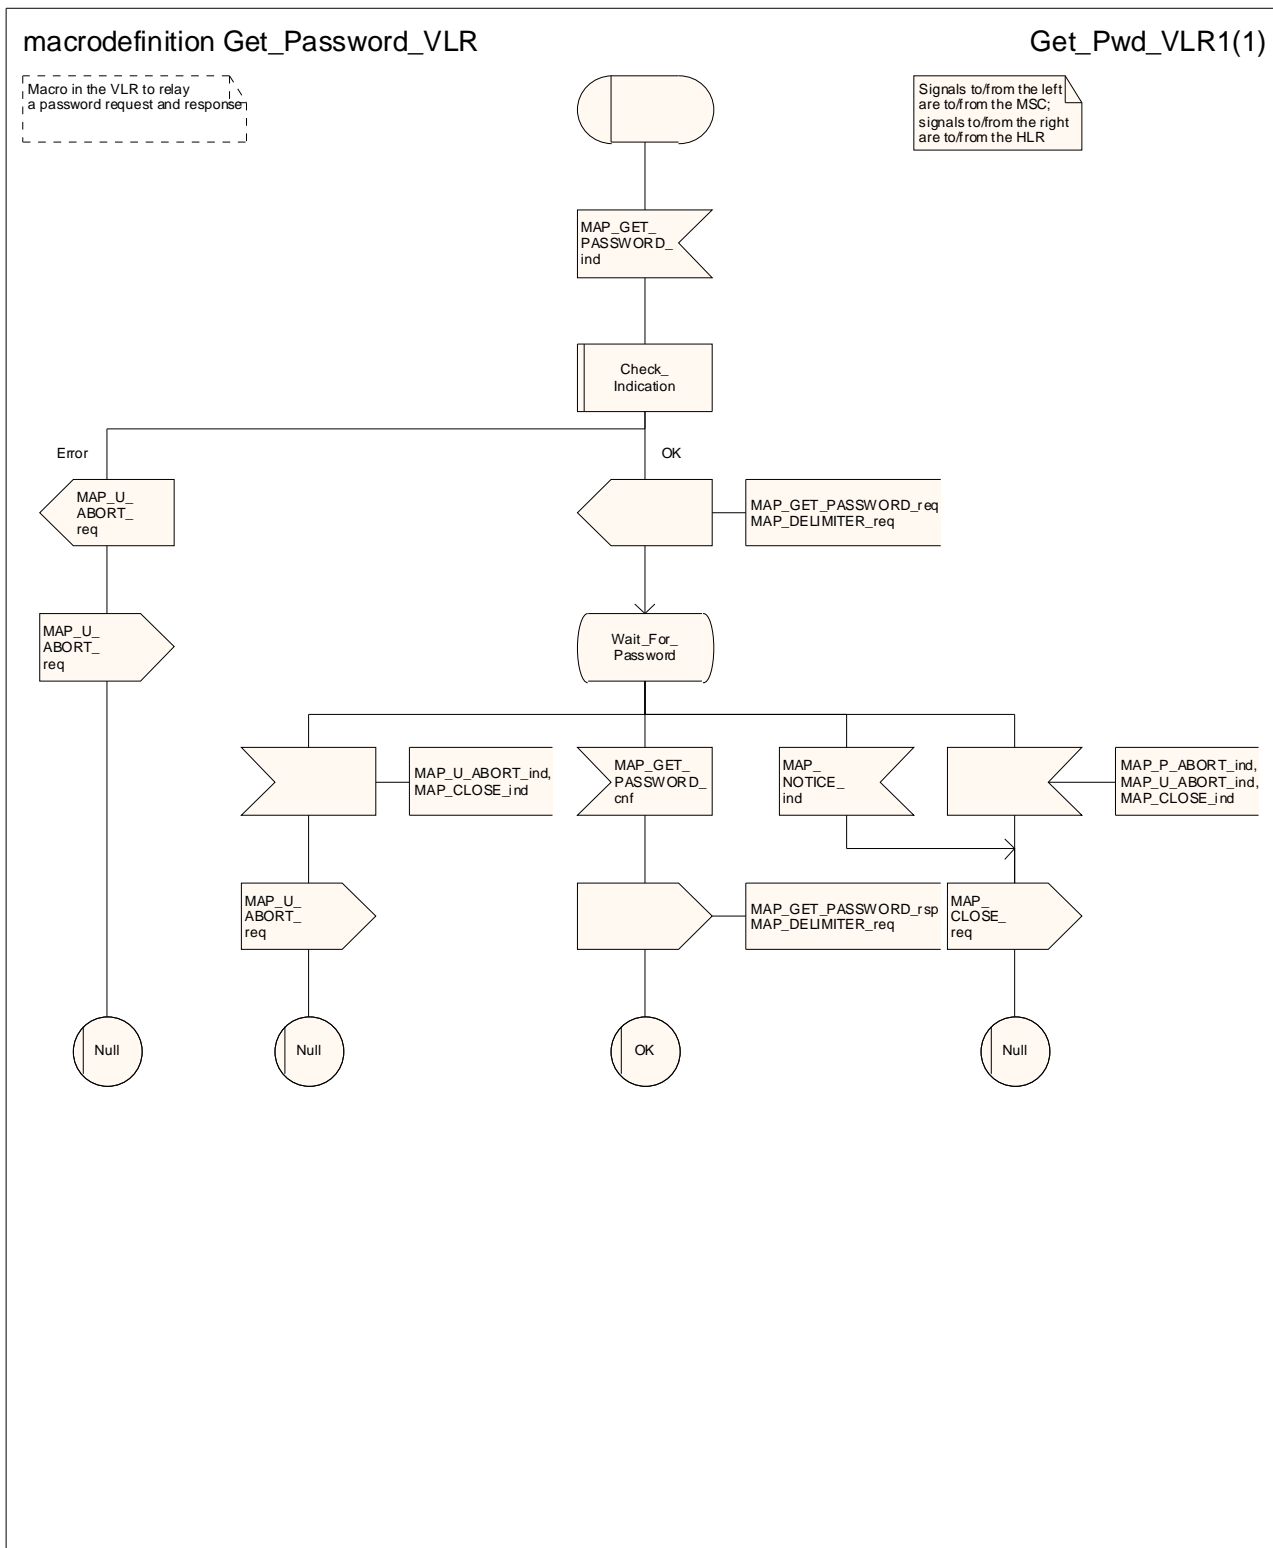 macrodefinition Get_Password_VLR
Get_Pwd_VLR1(1)
Macro in the VLR to relay
a password request and response
Signals to/from the left
are to/from the MSC;
signals to/from the right
are to/from the HLR
MAP_GET_
PASSWORD_
ind
Check_
Indication
Error
OK
MAP_U_
ABORT_
req
MAP_GET_PASSWORD_req
MAP_DELIMITER_req
MAP_U_
ABORT_
req
Wait_For_
Password
MAP_U_ABORT_ind,
MAP_CLOSE_ind
MAP_GET_
PASSWORD_
cnf
MAP_
NOTICE_
ind
MAP_P_ABORT_ind,
MAP_U_ABORT_ind,
MAP_CLOSE_ind
MAP_U_
ABORT_
req
MAP_GET_PASSWORD_rsp
MAP_DELIMITER_req
MAP_
CLOSE_
req
Null
Null
OK
Null